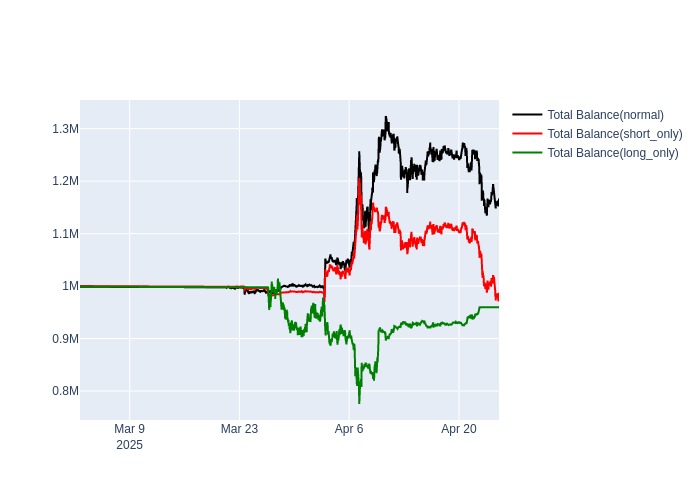 Total Balance(normal)
Total Balance(short_only)
Total Balance(long_only)
1.3M
1.2M
1.1M
1M
0.9M
0.8M
Mar 9
2025
Mar 23
Apr 6
Apr 20